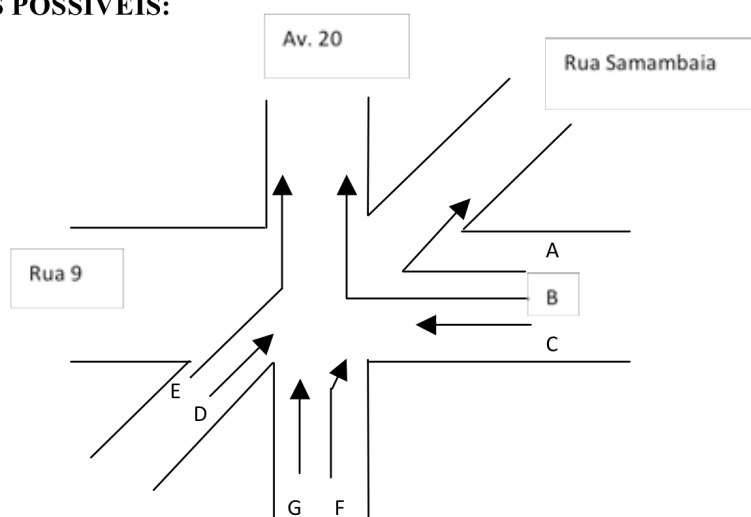 S POSSÍVEIS:
Av. 20
Rua Samambaia
A
Rua 9
B
C
E
D
G F